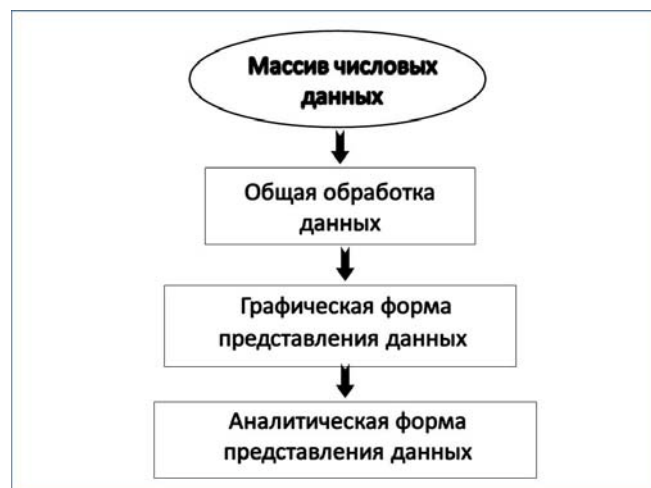 Массив числовых
данных
Общая обработка
данных
Графическая форма
представления данных
Аналитическая форма
представления данных